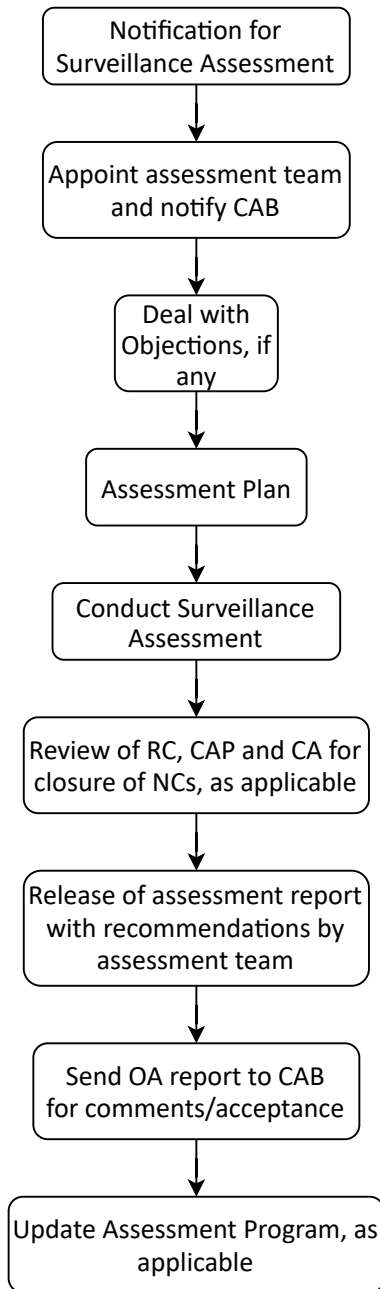 Notification for
Surveillance Assessment
Appoint assessment team
and notify CAB
Deal with
Objections, if
any
Assessment Plan
Conduct Surveillance
Assessment
Review of RC, CAP and CA for
closure of NCs, as applicable
Release of assessment report
with recommendations by
assessment team
Send OA report to CAB
for comments/acceptance
Update Assessment Program, as
applicable